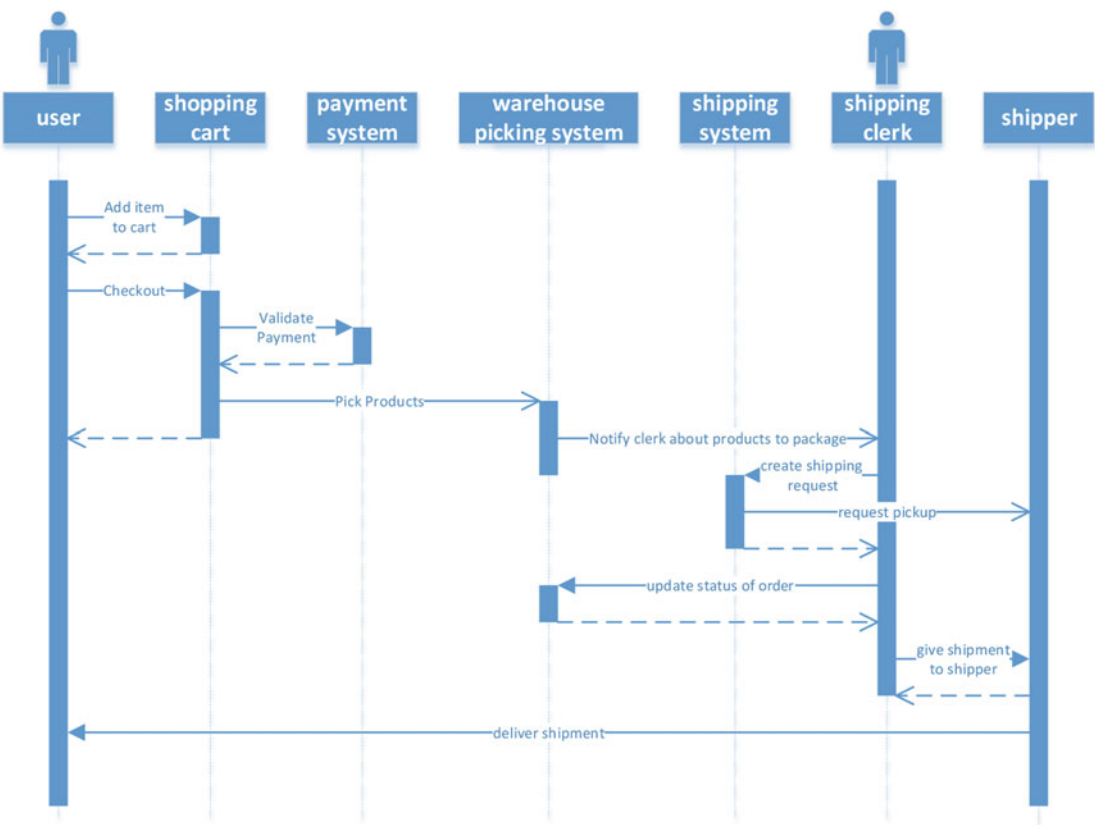 user
shopping
cart
payment
system
warehouse
picking system
shipping
system
shipping
clerk
shipper
Add item
to cart
Checkout
Validate
Payment
Pick Products
Notify clerk about products to package
create shipping
request
request pickup
update status of order
give shipment
to shipper
deliver shipment